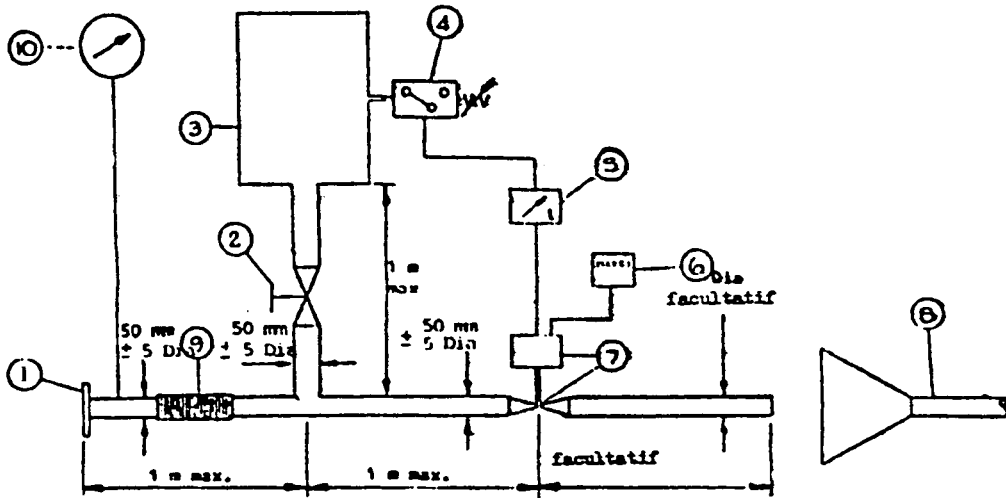 10
4
3
5
2
6
1 m
max
Dia
facultatif
50 mm
± 5 Dia
9
50 mm
± 5 Dia
± 50 mm
5 Dia
7
8
1
facultatif
1 m max.
1 m max.